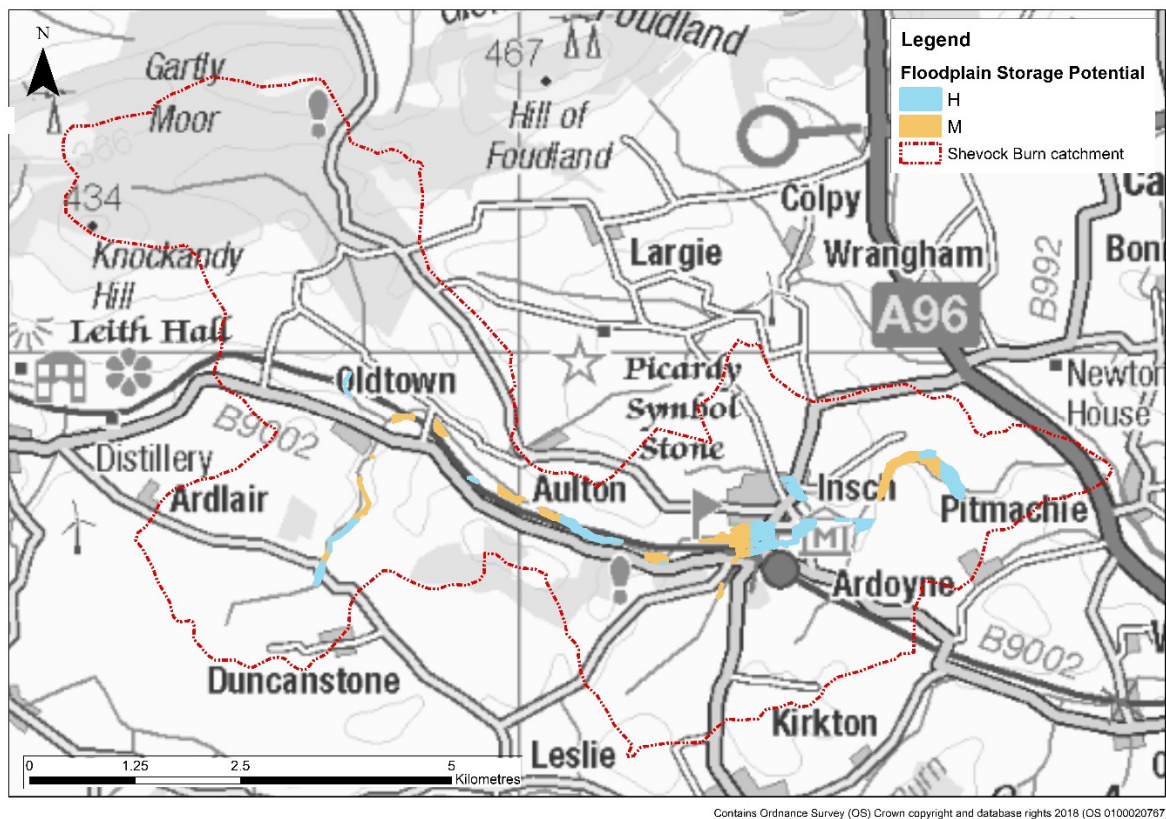 N
Foudland
Legend
Floodplain Storage Potential
H
M
Shevock Burn catchment
467
Gartly
Moor
366
Hill of
Foudland
434
Colpy
Knockandy
Hill
Largie
Wrangham
B992
A96
Leith Hall
Oldtown
Picardy
Symbol
Stone
Newton
House
B9002
Distillery
Ardlair
Aulton
Insch
Pitmachie
M
Ardoyne
B9002
Duncanstone
Kirkton
Leslie
0 1.25 2.5 5
Kilometres
Contains Ordnance Survey (OS) Crown copyright and database rights 2018 (OS 0100020767